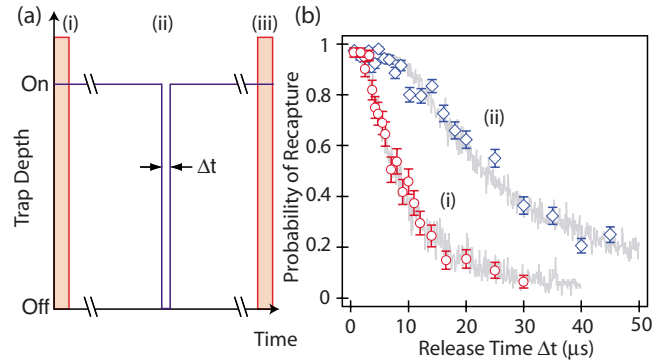 (a)
(i)
(ii)
(iii)
On
Δt
Trap Depth
Off
Time
(b)
1
0.8
0.6
0.4
0.2
0
Probability of Recapture
(ii)
(i)
0
10
20
30
40
50
Release Time Δt (μs)